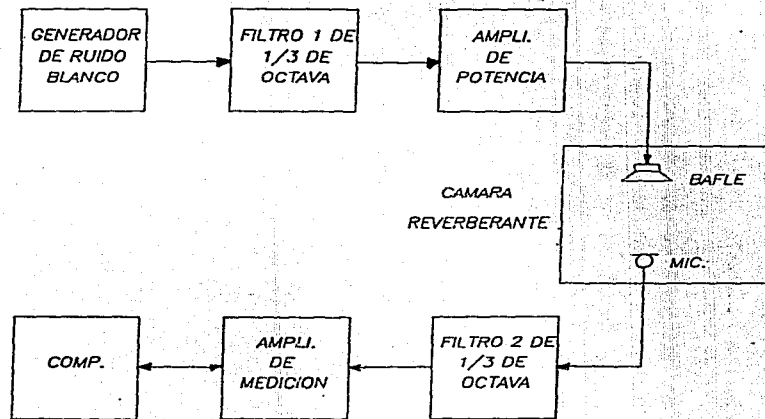 GENERADOR
DE RUIDO
BLANCO
FILTRO 1 DE
1/3 DE
OCTAVA
AMPLI.
DE
POTENCIA
CAMARA
REVERBERANTE
BAFLE
MIC.
COMP.
AMPLI.
DE
MEDICION
FILTRO 2 DE
1/3 DE
OCTAVA